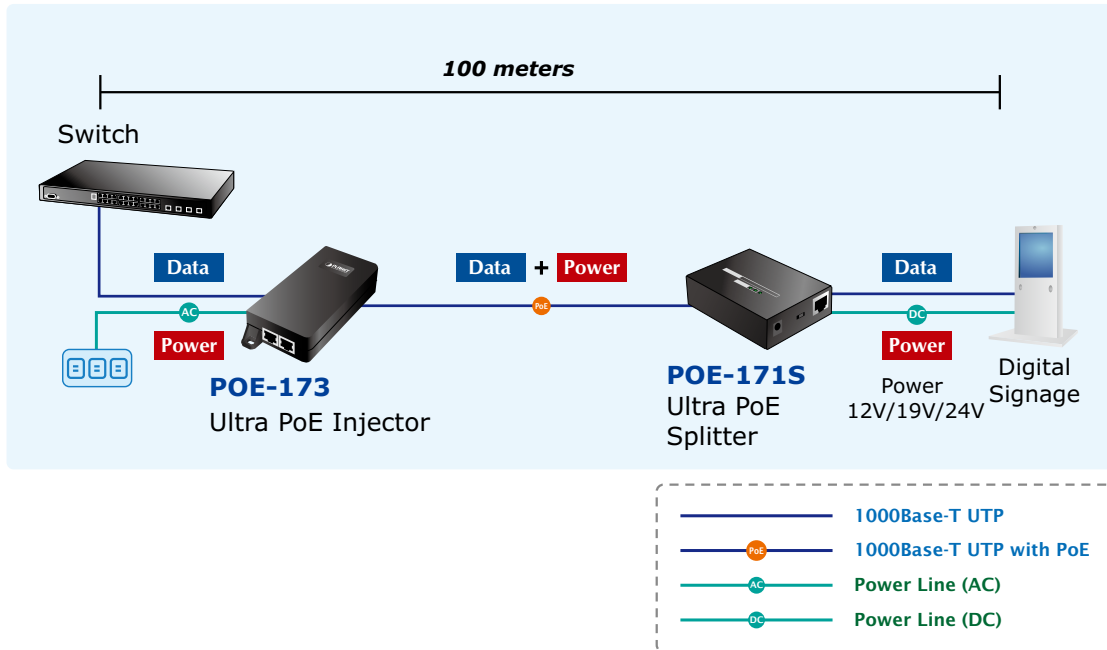 100 meters
Switch
Data
Data + Power
Data
AC
PoE
DC
Power
Power
PLANET
POE-173
Ultra PoE Injector
POE-171S
Ultra PoE
Splitter
Power
12V/19V/24V
Digital
Signage
1000Base-T UTP
PoE
1000Base-T UTP with PoE
AC
Power Line (AC)
DC
Power Line (DC)